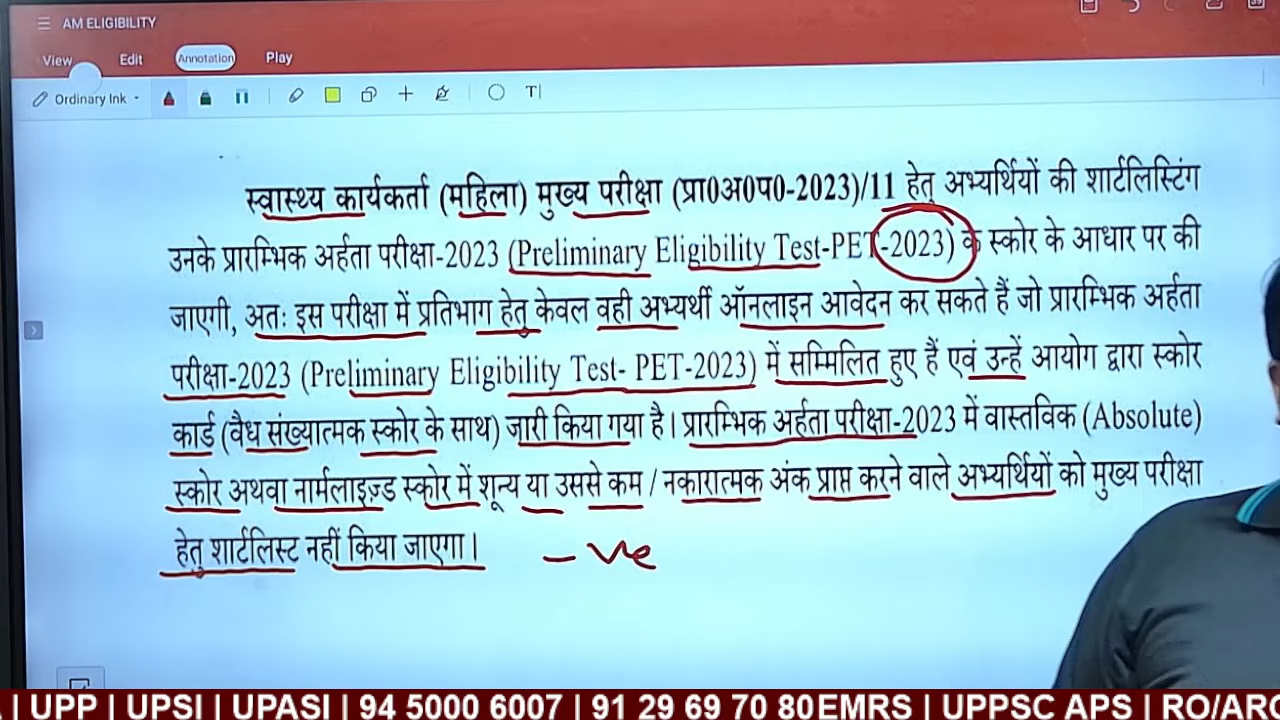 AM ELIGIBILITY
View Edit Annotation Play
Ordinary Ink T
स्वास्थ्य कार्यकर्ता (महिला) मुख्य परीक्षा (प्रा0अ0प0-2023)/11 हेतु अभ्यर्थियों की शार्टलिस्टिंग
उनके प्रारम्भिक अर्हता परीक्षा-2023 (Preliminary Eligibility Test-PET-2023) के स्कोर के आधार पर की
जाएगी, अतः इस परीक्षा में प्रतिभाग हेतु केवल वही अभ्यर्थी ऑनलाइन आवेदन कर सकते हैं जो प्रारम्भिक अर्हता
परीक्षा-2023 (Preliminary Eligibility Test- PET-2023) में सम्मिलित हुए हैं एवं उन्हें आयोग द्वारा स्कोर
कार्ड (वैध संख्यात्मक स्कोर के साथ) जारी किया गया है। प्रारम्भिक अर्हता परीक्षा-2023 में वास्तविक (Absolute)
स्कोर अथवा नार्मलाइज़्ड स्कोर में शून्य या उससे कम / नकारात्मक अंक प्राप्त करने वाले अभ्यर्थियों को मुख्य परीक्षा
हेतु शार्टलिस्ट नहीं किया जाएगा।
-ve
| UPP | UPSI | UPASI | 94 5000 6007 | 91 29 69 70 80 EMRS | UPPSC APS | RO/ARO